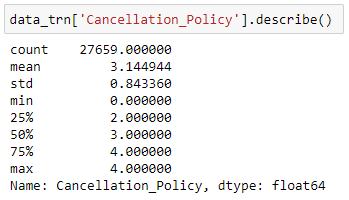 data_trn['Cancellation_Policy'].describe()
count    27659.000000
mean         3.144944
std          0.843360
min          0.000000
25%          2.000000
50%          3.000000
75%          4.000000
max          4.000000
Name: Cancellation_Policy, dtype: float64